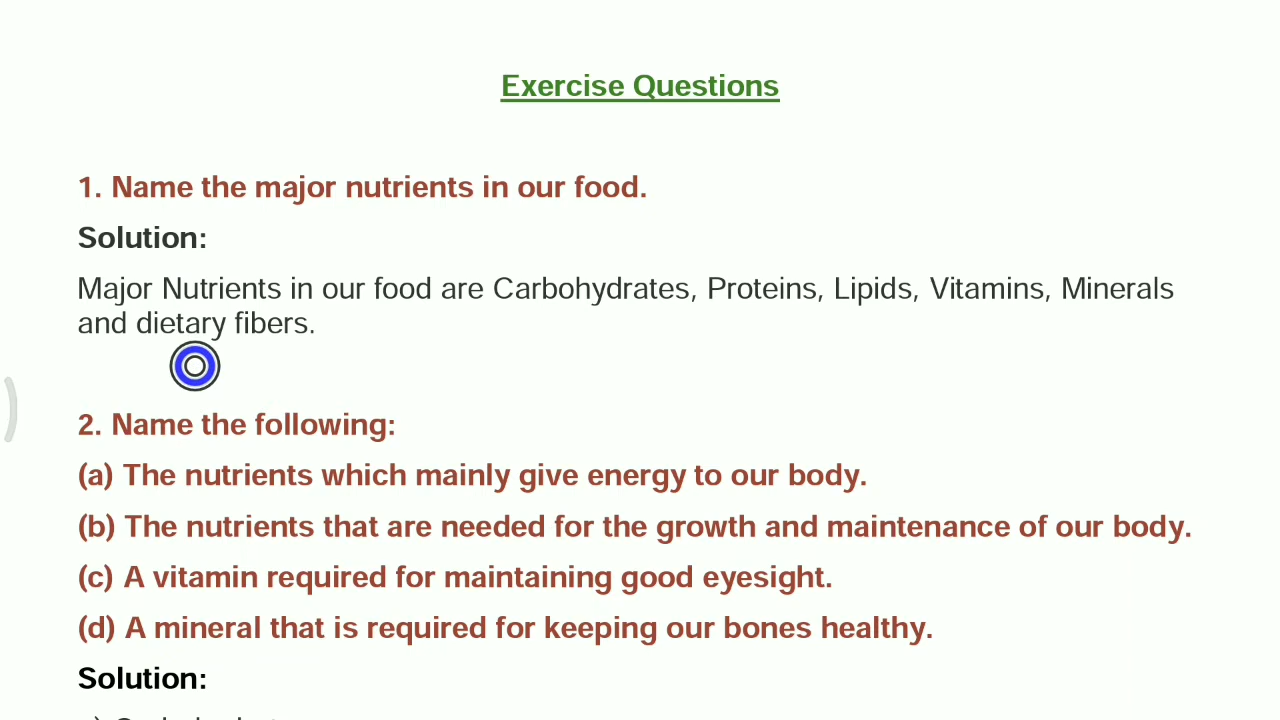 Exercise Questions
1. Name the major nutrients in our food.
Solution:
Major Nutrients in our food are Carbohydrates, Proteins, Lipids, Vitamins, Minerals
and dietary fibers.
2. Name the following:
(a) The nutrients which mainly give energy to our body.
(b) The nutrients that are needed for the growth and maintenance of our body.
(c) A vitamin required for maintaining good eyesight.
(d) A mineral that is required for keeping our bones healthy.
Solution: